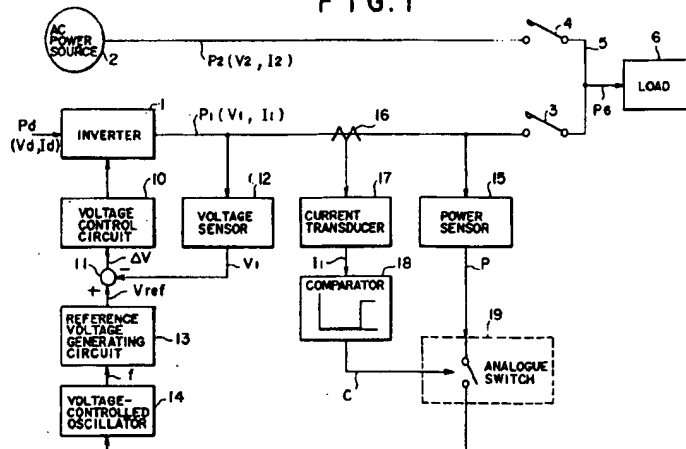 FIG.1
AC
POWER
SOURCE
2
P2(V2, I2)
4
5
6
LOAD
P6
3
1
Pd
(Vd,Id)
INVERTER
P1(V1, I1)
16
10
VOLTAGE
CONTROL
CIRCUIT
12
VOLTAGE
SENSOR
17
CURRENT
TRANSDUCER
15
POWER
SENSOR
ΔV
11
−
+
V1
Vref
I1
18
COMPARATOR
P
REFERENCE
VOLTAGE
GENERATING
CIRCUIT
13
19
ANALOGUE
SWITCH
C
f
VOLTAGE-
CONTROLLED
OSCILLATOR
14